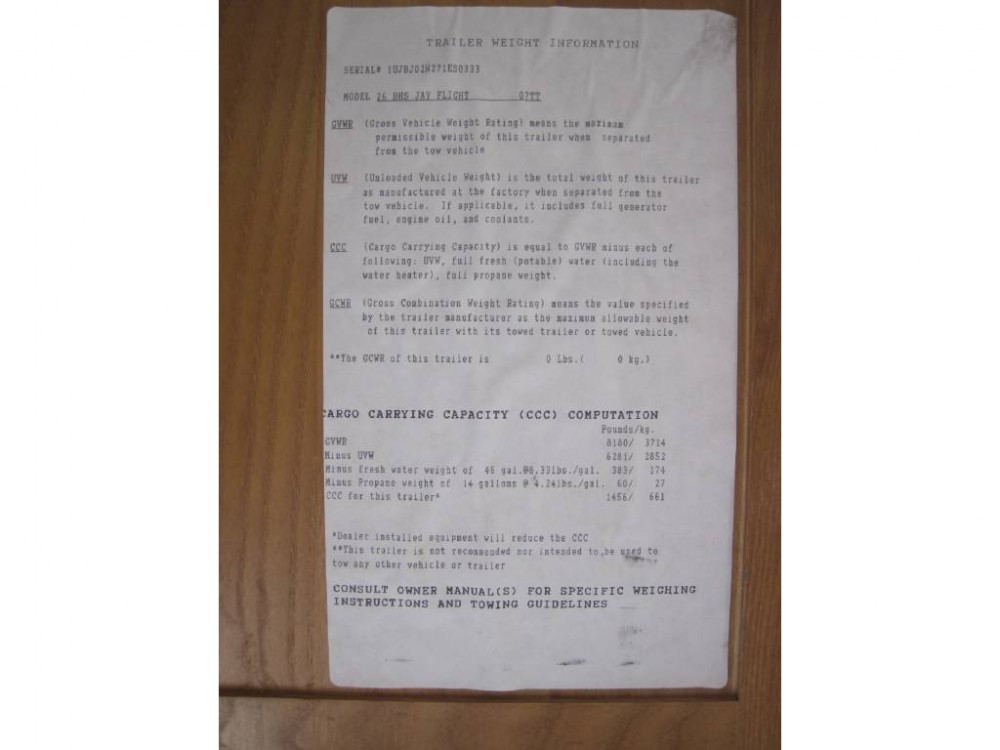 TRAILER WEIGHT INFORMATION
SERIAL#
MODEL 26 BHS JAY FLIGHT 07TT
GVWR (Gross Vehicle Weight Rating) means the maximum
permissible weight of this trailer when separated
from the tow vehicle
UVW (Unloaded Vehicle Weight) is the total weight of this trailer
as manufactured at the factory when separated from the
tow vehicle. If applicable, it includes full generator
fuel, engine oil, and coolants.
CCC (Cargo Carrying Capacity) is equal to GVWR minus each of
following: UVW, full fresh (potable) water (including the
water heater), full propane weight.
GCWR (Gross Combination Weight Rating) means the value specified
by the trailer manufacturer as the maximum allowable weight
of this trailer with its towed trailer or towed vehicle.
**The GCWR of this trailer is 0 Lbs.( 0 kg.)
CARGO CARRYING CAPACITY (CCC) COMPUTATION
Pounds/kg.
GVWR 8180/ 3714
Minus UVW 6281/ 2852
Minus fresh water weight of 46 gal.@8.33lbs./gal. 383/ 174
Minus Propane weight of 14 gallons @ 4.24lbs./gal. 60/ 27
CCC for this trailer* 1456/ 661
*Dealer installed equipment will reduce the CCC
**This trailer is not recommended nor intended to be used to
tow any other vehicle or trailer
CONSULT OWNER MANUAL(S) FOR SPECIFIC WEIGHING
INSTRUCTIONS AND TOWING GUIDELINES